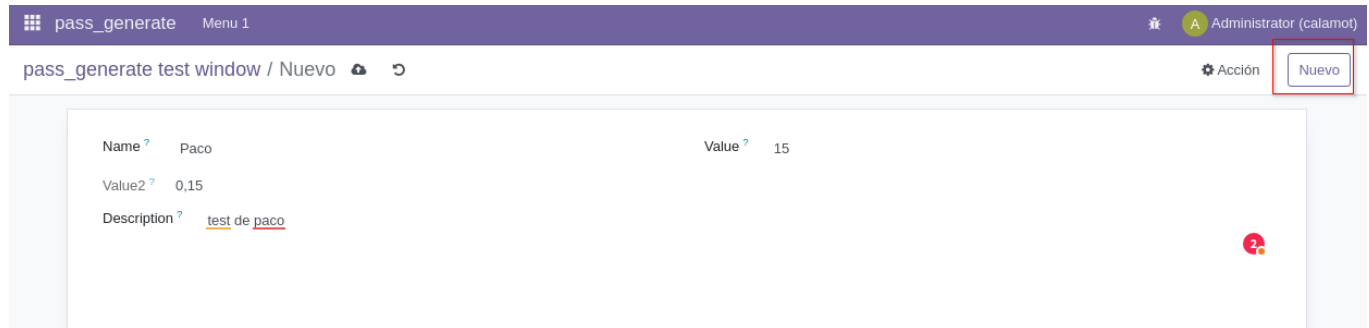 pass_generate Menu 1 A Administrator (calamot)
pass_generate test window / Nuevo Acción Nuevo
Name ? Paco Value ? 15
Value2 ? 0,15
Description ? test de paco
2